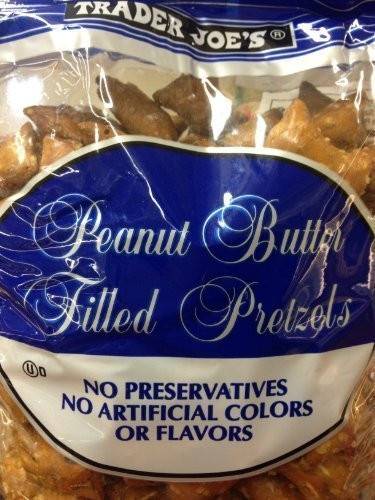 TRADER JOE'S®
Peanut Butter
Filled Pretzels
U D
NO PRESERVATIVES
NO ARTIFICIAL COLORS
OR FLAVORS